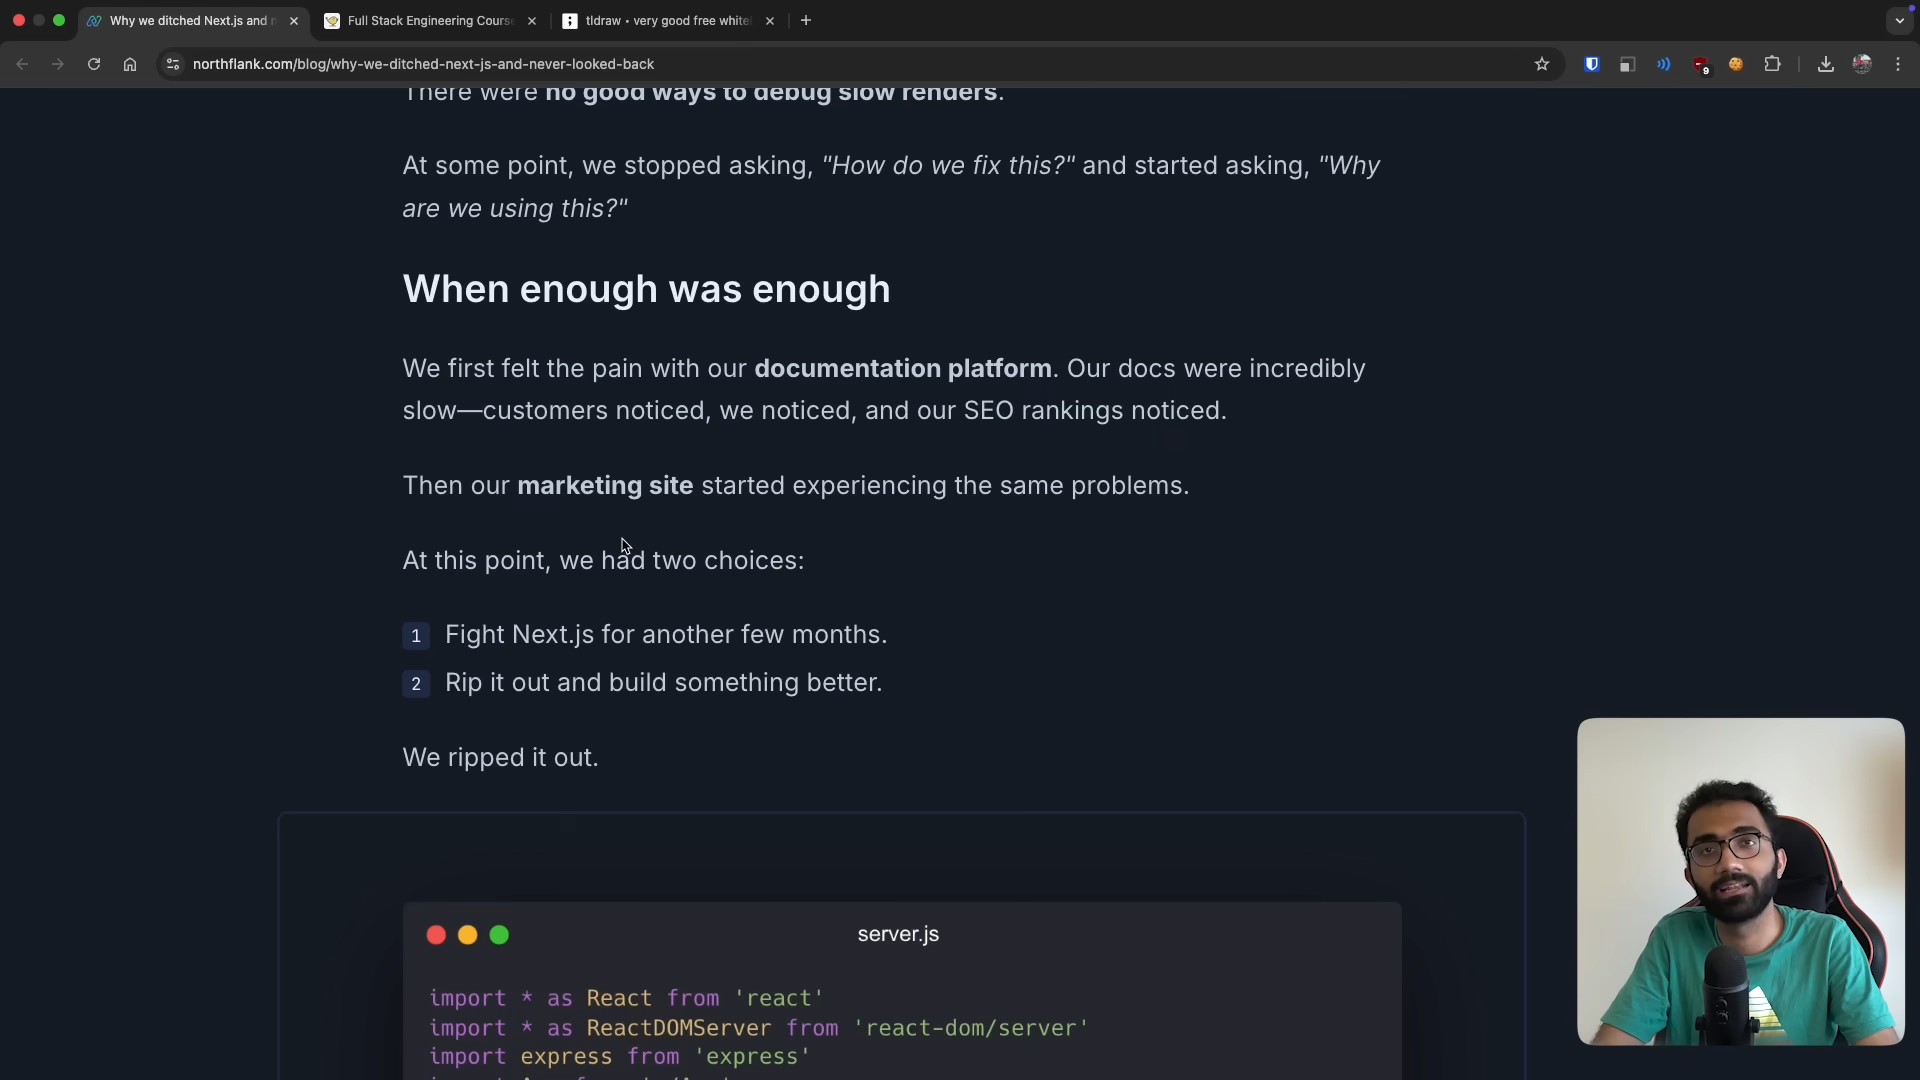 Why we ditched Next.js and n
Full Stack Engineering Cours
tldraw • very good free white
northflank.com/blog/why-we-ditched-next-js-and-never-looked-back
9
There were no good ways to debug slow renders.
At some point, we stopped asking, "How do we fix this?" and started asking, "Why
are we using this?"
When enough was enough
We first felt the pain with our documentation platform. Our docs were incredibly
slow—customers noticed, we noticed, and our SEO rankings noticed.
Then our marketing site started experiencing the same problems.
At this point, we had two choices:
1 Fight Next.js for another few months.
2 Rip it out and build something better.
We ripped it out.
server.js
import * as React from 'react'
import * as ReactDOMServer from 'react-dom/server'
import express from 'express'